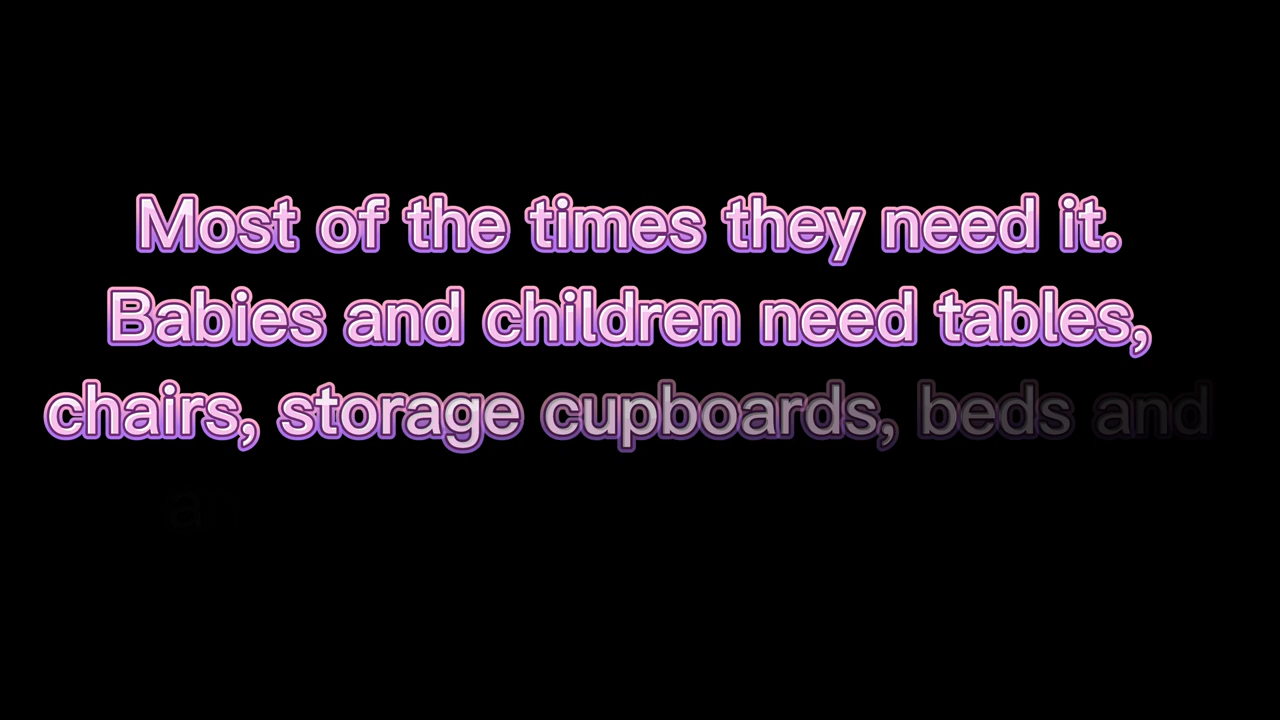 Most of the times they need it.
Babies and children need tables,
chairs, storage cupboards, beds and